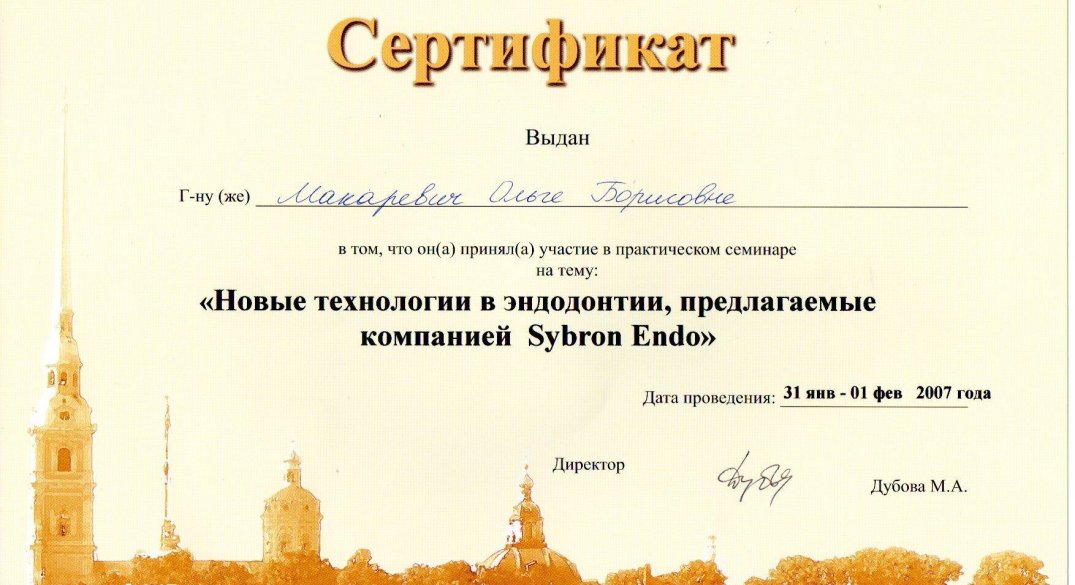 Сертификат
Выдан
Г-ну (же) Макаревич Ольге Борисовне
в том, что он(а) принял(а) участие в практическом семинаре
на тему:
«Новые технологии в эндодонтии, предлагаемые
компанией Sybron Endo»
Дата проведения: 31 янв - 01 фев 2007 года
Директор
Дубова М.А.